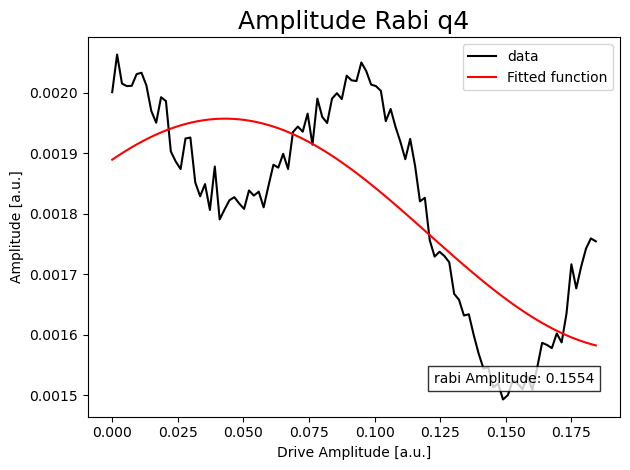 Amplitude Rabi q4
data
Fitted function
Amplitude [a.u.]
0.0020
0.0019
0.0018
0.0017
0.0016
0.0015
rabi Amplitude: 0.1554
0.000 0.025 0.050 0.075 0.100 0.125 0.150 0.175
Drive Amplitude [a.u.]